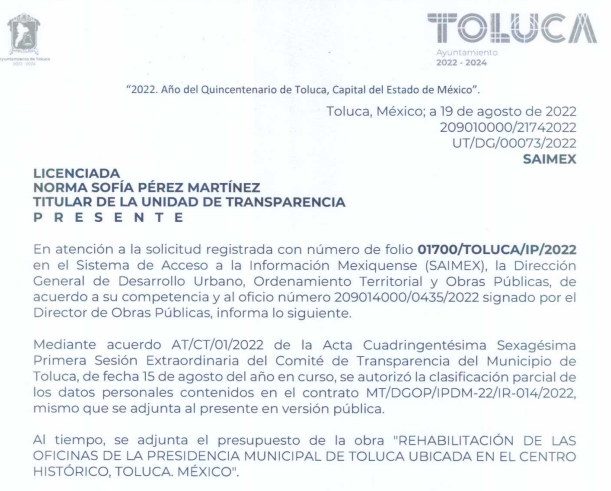 Ayuntamiento de Toluca
2022 - 2024
TOLUCA
Ayuntamiento
2022 - 2024
"2022. Año del Quincentenario de Toluca, Capital del Estado de México".
Toluca, México; a 19 de agosto de 2022
209010000/21742022
UT/DG/00073/2022
SAIMEX
LICENCIADA
NORMA SOFÍA PÉREZ MARTÍNEZ
TITULAR DE LA UNIDAD DE TRANSPARENCIA
P R E S E N T E
En atención a la solicitud registrada con número de folio 01700/TOLUCA/IP/2022
en el Sistema de Acceso a la Información Mexiquense (SAIMEX), la Dirección
General de Desarrollo Urbano, Ordenamiento Territorial y Obras Públicas, de
acuerdo a su competencia y al oficio número 209014000/0435/2022 signado por el
Director de Obras Públicas, informa lo siguiente.
Mediante acuerdo AT/CT/01/2022 de la Acta Cuadringentésima Sexagésima
Primera Sesión Extraordinaria del Comité de Transparencia del Municipio de
Toluca, de fecha 15 de agosto del año en curso, se autorizó la clasificación parcial de
los datos personales contenidos en el contrato MT/DGOP/IPDM-22/IR-014/2022,
mismo que se adjunta al presente en versión pública.
Al tiempo, se adjunta el presupuesto de la obra "REHABILITACIÓN DE LAS
OFICINAS DE LA PRESIDENCIA MUNICIPAL DE TOLUCA UBICADA EN EL CENTRO
HISTÓRICO, TOLUCA. MÉXICO".